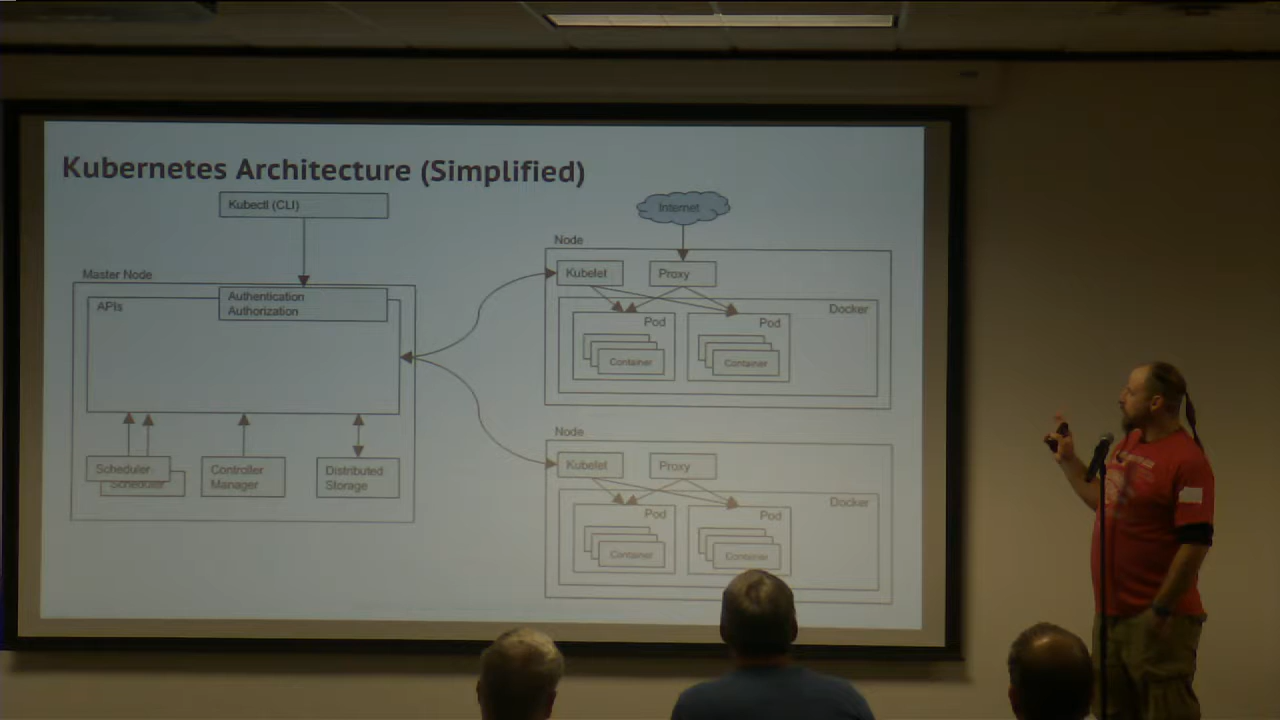 Kubernetes Architecture (Simplified)
Kubectl (CLI)
Master Node
APIs
Authentication
Authorization
Scheduler
Scheduler
Controller
Manager
Distributed
Storage
Internet
Node
Kubelet
Proxy
Docker
Pod
Container
Pod
Container
Node
Kubelet
Proxy
Docker
Pod
Container
Pod
Container